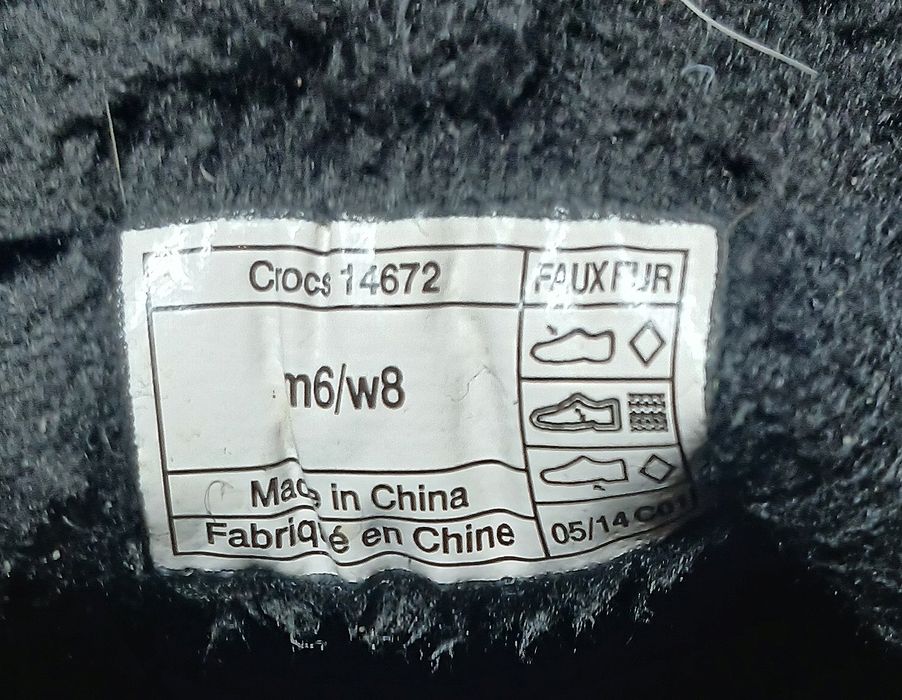 Crocs 14672
FAUX FUR
m6/w8
Made in China
Fabriqué en Chine
05/14 C01